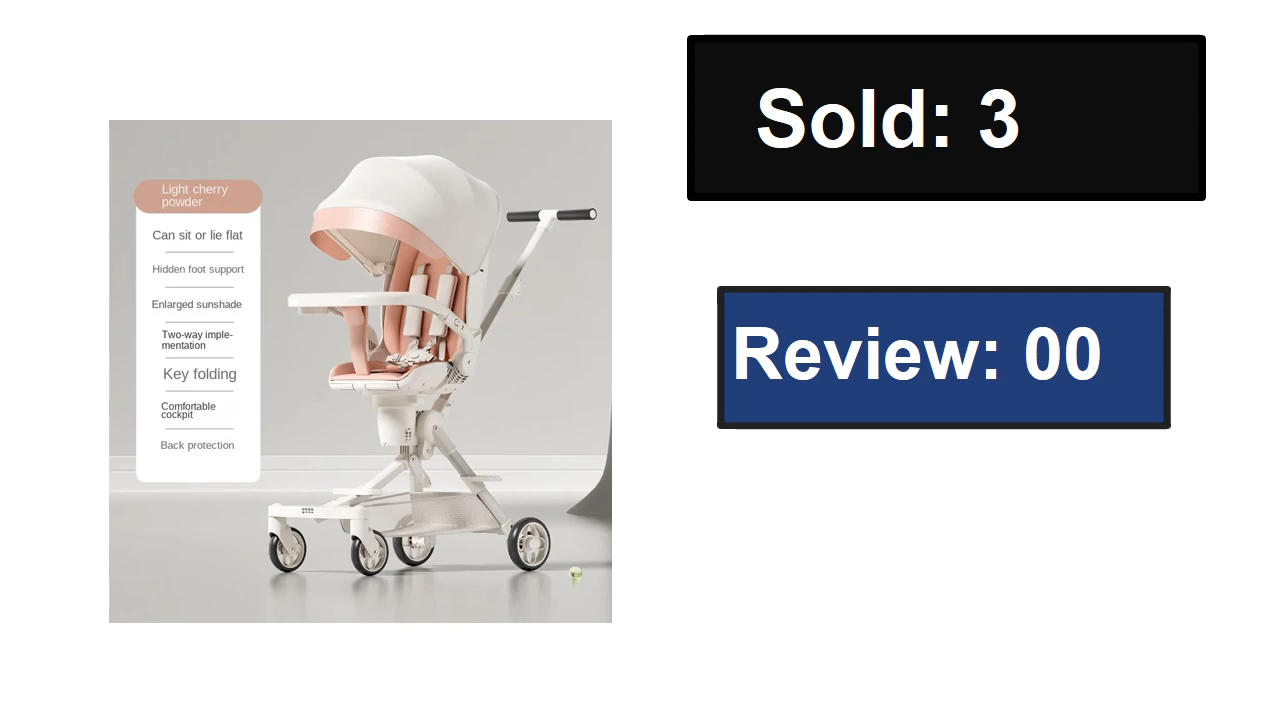 Light cherry
powder
Can sit or lie flat
Hidden foot support
Enlarged sunshade
Two-way imple-
mentation
Key folding
Comfortable
cockpit
Back protection
Sold: 3
Review: 00